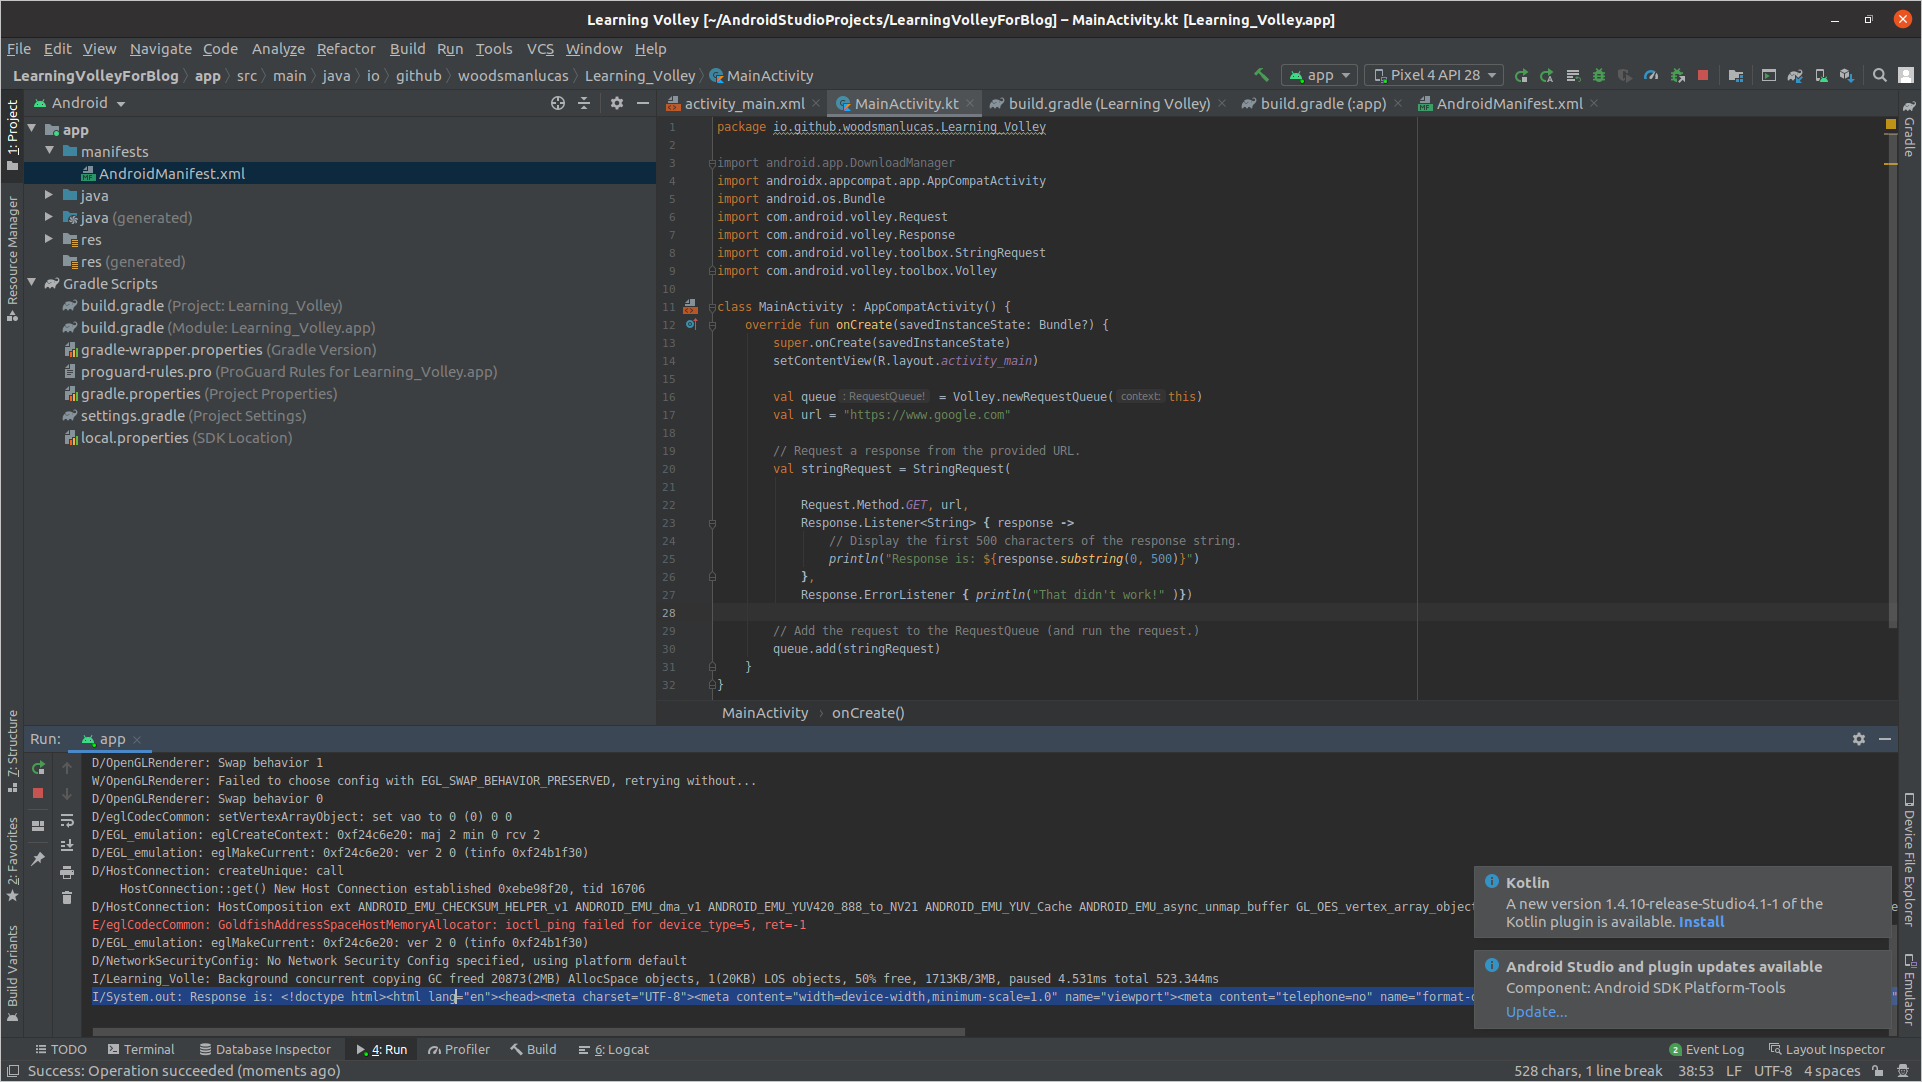 Learning Volley [~/AndroidStudioProjects/LearningVolleyForBlog] – MainActivity.kt [Learning_Volley.app]
File Edit View Navigate Code Analyze Refactor Build Run Tools VCS Window Help
LearningVolleyForBlog app src main java io github woodsmanlucas Learning_Volley MainActivity
app Pixel 4 API 28
1: Project
Resource Manager
7: Structure
2: Favorites
Build Variants
Android
app
manifests
AndroidManifest.xml
java
java (generated)
res
res (generated)
Gradle Scripts
build.gradle (Project: Learning_Volley)
build.gradle (Module: Learning_Volley.app)
gradle-wrapper.properties (Gradle Version)
proguard-rules.pro (ProGuard Rules for Learning_Volley.app)
gradle.properties (Project Properties)
settings.gradle (Project Settings)
local.properties (SDK Location)
activity_main.xml MainActivity.kt build.gradle (Learning Volley) build.gradle (:app) AndroidManifest.xml
1 package io.github.woodsmanlucas.Learning_Volley
2
3 import android.app.DownloadManager
4 import androidx.appcompat.app.AppCompatActivity
5 import android.os.Bundle
6 import com.android.volley.Request
7 import com.android.volley.Response
8 import com.android.volley.toolbox.StringRequest
9 import com.android.volley.toolbox.Volley
10
11 class MainActivity : AppCompatActivity() {
12 override fun onCreate(savedInstanceState: Bundle?) {
13 super.onCreate(savedInstanceState)
14 setContentView(R.layout.activity_main)
15
16 val queue : RequestQueue! = Volley.newRequestQueue( context: this)
17 val url = "https://www.google.com"
18
19 // Request a response from the provided URL.
20 val stringRequest = StringRequest(
21
22 Request.Method.GET, url,
23 Response.Listener<String> { response ->
24 // Display the first 500 characters of the response string.
25 println("Response is: ${response.substring(0, 500)}")
26 },
27 Response.ErrorListener { println("That didn't work!" )})
28
29 // Add the request to the RequestQueue (and run the request.)
30 queue.add(stringRequest)
31 }
32 }
MainActivity › onCreate()
Gradle
Device File Explorer
Emulator
Run: app
D/OpenGLRenderer: Swap behavior 1
W/OpenGLRenderer: Failed to choose config with EGL_SWAP_BEHAVIOR_PRESERVED, retrying without...
D/OpenGLRenderer: Swap behavior 0
D/eglCodecCommon: setVertexArrayObject: set vao to 0 (0) 0 0
D/EGL_emulation: eglCreateContext: 0xf24c6e20: maj 2 min 0 rcv 2
D/EGL_emulation: eglMakeCurrent: 0xf24c6e20: ver 2 0 (tinfo 0xf24b1f30)
D/HostConnection: createUnique: call
HostConnection::get() New Host Connection established 0xebe98f20, tid 16706
D/HostConnection: HostComposition ext ANDROID_EMU_CHECKSUM_HELPER_v1 ANDROID_EMU_dma_v1 ANDROID_EMU_YUV420_888_to_NV21 ANDROID_EMU_YUV_Cache ANDROID_EMU_async_unmap_buffer GL_OES_vertex_array_object
E/eglCodecCommon: GoldfishAddressSpaceHostMemoryAllocator: ioctl_ping failed for device_type=5, ret=-1
D/EGL_emulation: eglMakeCurrent: 0xf24c6e20: ver 2 0 (tinfo 0xf24b1f30)
D/NetworkSecurityConfig: No Network Security Config specified, using platform default
I/Learning_Volle: Background concurrent copying GC freed 20873(2MB) AllocSpace objects, 1(20KB) LOS objects, 50% free, 1713KB/3MB, paused 4.531ms total 523.344ms
I/System.out: Response is: <!doctype html><html lang="en"><head><meta charset="UTF-8"><meta content="width=device-width,minimum-scale=1.0" name="viewport"><meta content="telephone=no" name="format-
Kotlin
A new version 1.4.10-release-Studio4.1-1 of the
Kotlin plugin is available. Install
Android Studio and plugin updates available
Component: Android SDK Platform-Tools
Update...
TODO Terminal Database Inspector 4: Run Profiler Build 6: Logcat 2 Event Log Layout Inspector
Success: Operation succeeded (moments ago) 528 chars, 1 line break 38:53 LF UTF-8 4 spaces